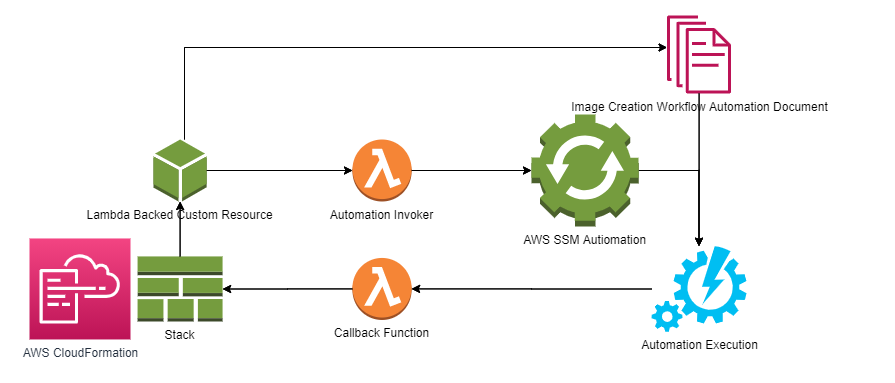 Image Creation Workflow Automation Document
Lambda Backed Custom Resource
Automation Invoker
AWS SSM Automation
Stack
Callback Function
Automation Execution
AWS CloudFormation